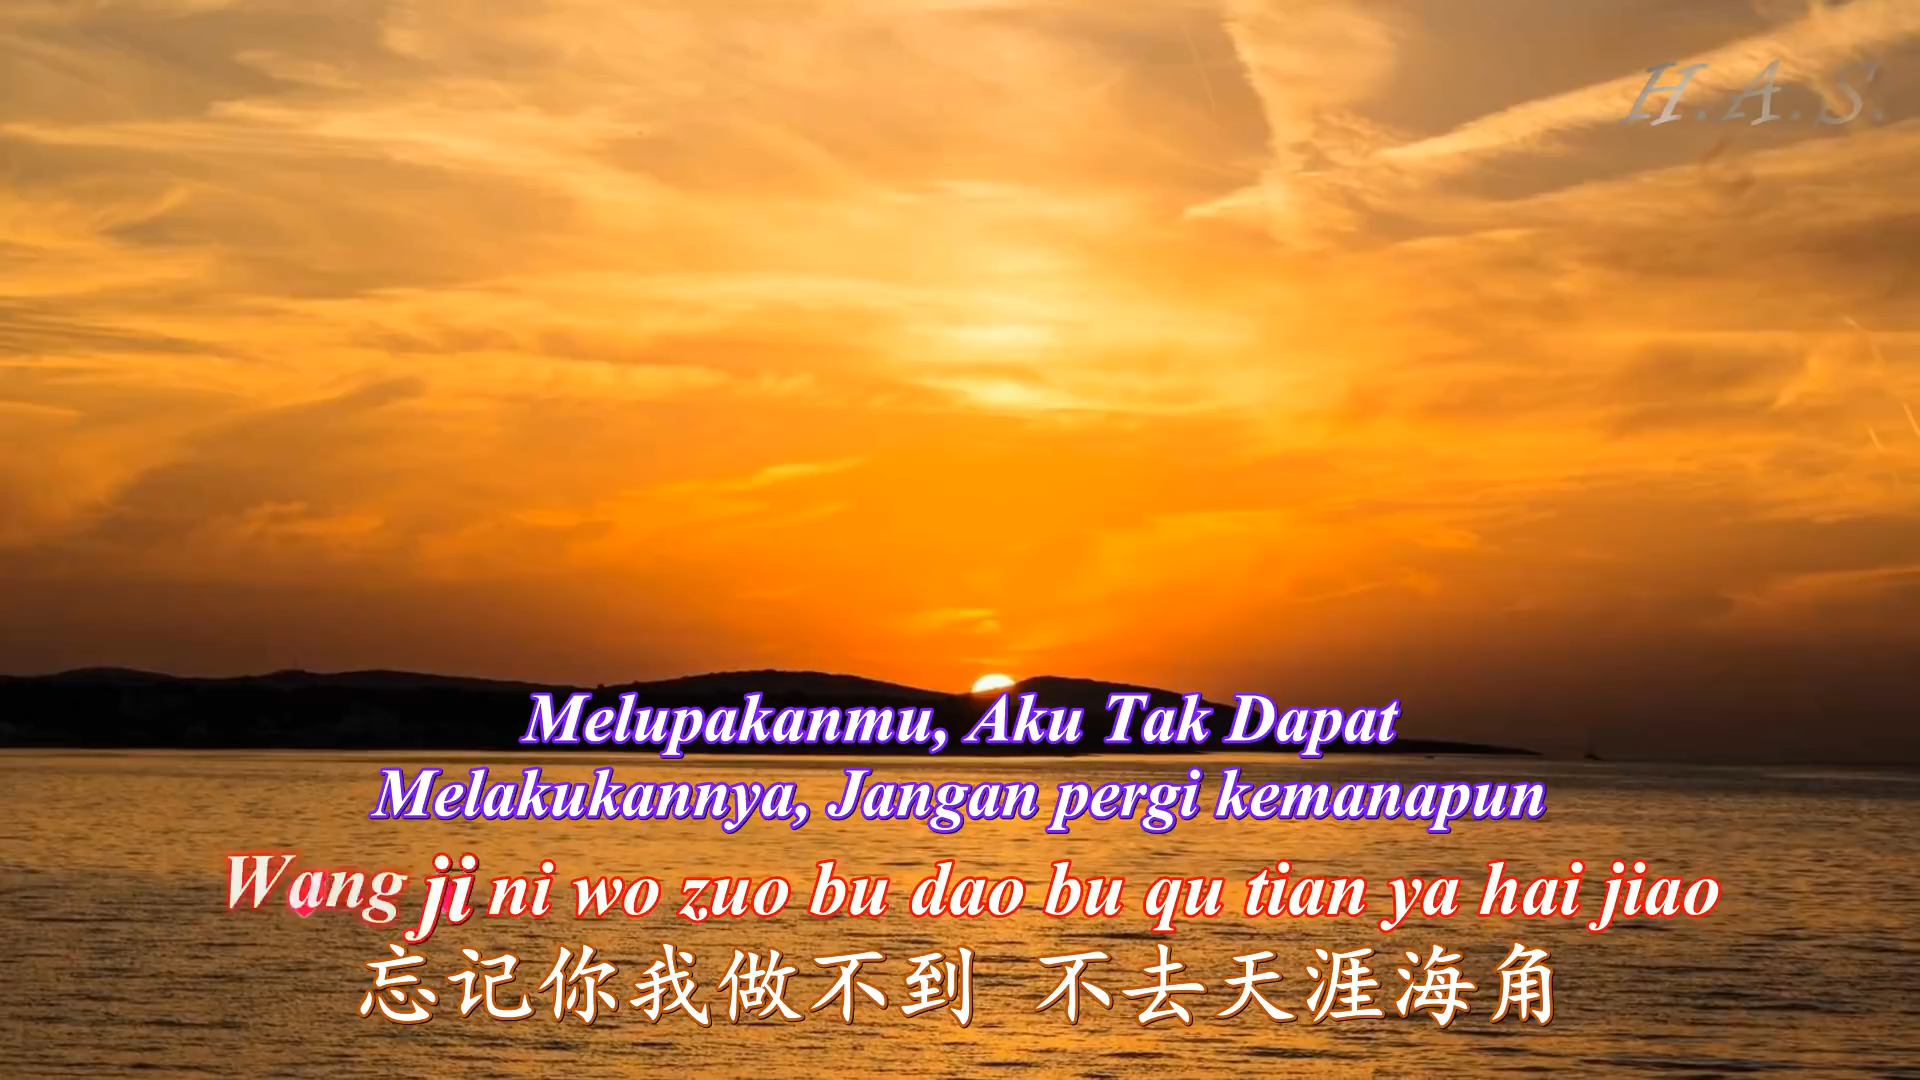 H.A.S.
Melupakanmu, Aku Tak Dapat
Melakukannya, Jangan pergi kemanapun
Wang ji ni wo zuo bu dao bu qu tian ya hai jiao
忘记你我做不到 不去天涯海角